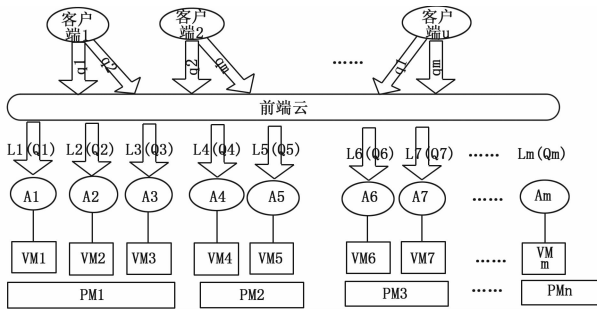 客户端1
客户端2
客户端u
q1
q2
q2
qm
……
q1
qm
前端云
L1(Q1) L2(Q2) L3(Q3) L4(Q4) L5(Q5) L6(Q6) L7(Q7) …… Lm(Qm)
A1 A2 A3 A4 A5 A6 A7 …… Am
VM1 VM2 VM3 VM4 VM5 VM6 VM7 …… VMm
PM1 PM2 PM3 …… PMn